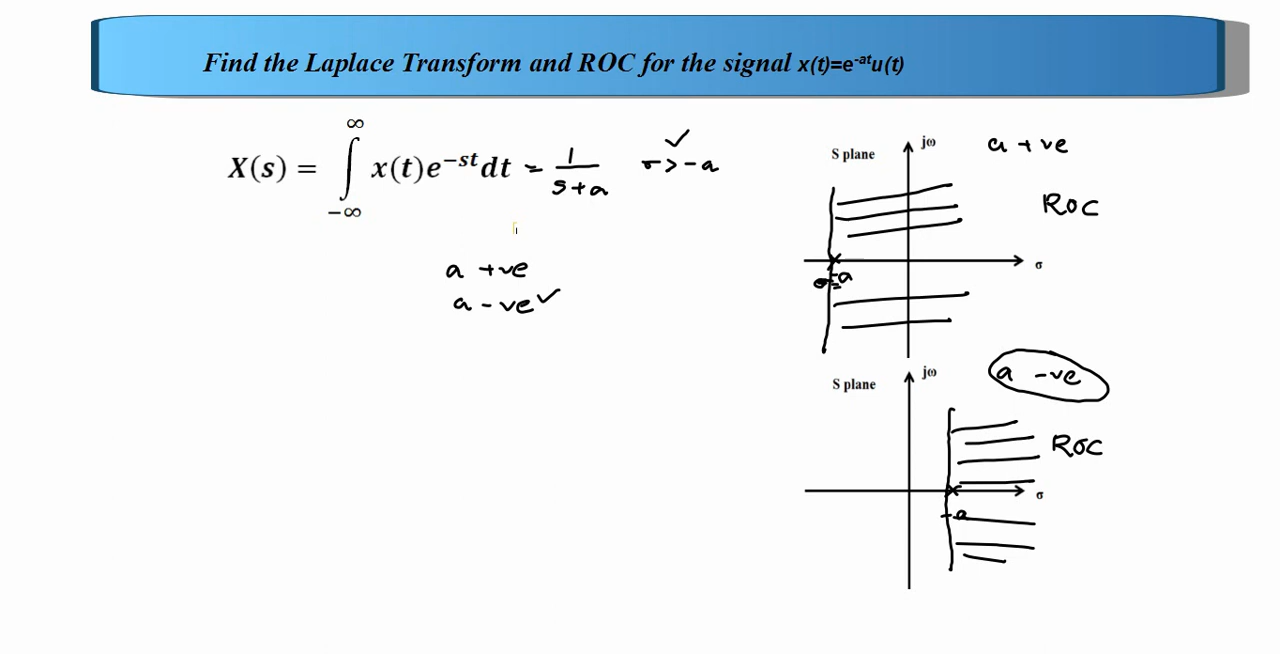 Find the Laplace Transform and ROC for the signal x(t)=e^-at u(t)
X(s) = ∫_{-∞}^{∞} x(t)e^{-st}dt = 1/(s+a) σ > -a ✓
a +ve
a -ve ✓
S plane
jω
a +ve
ROC
σ
σ=-a
S plane
jω
a -ve
ROC
σ
-a